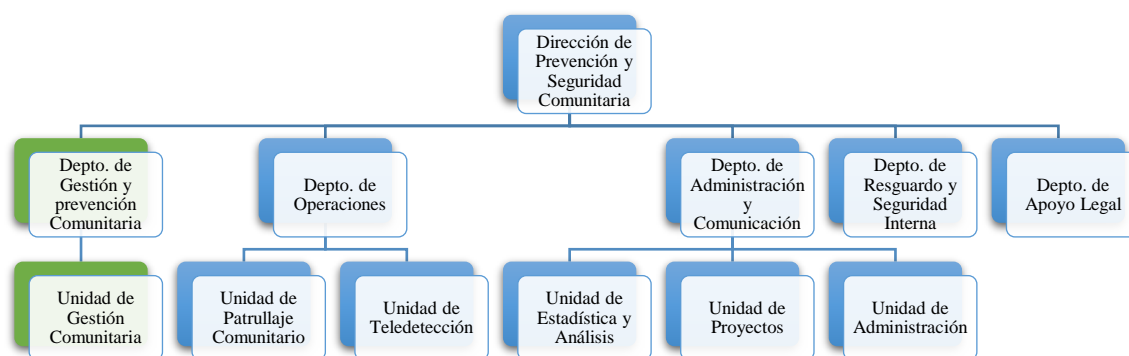 Dirección de
Prevención y
Seguridad
Comunitaria
Depto. de
Gestión y
prevención
Comunitaria
Depto. de
Operaciones
Depto. de
Administración
y
Comunicación
Depto. de
Resguardo y
Seguridad
Interna
Depto. de
Apoyo Legal
Unidad de
Gestión
Comunitaria
Unidad de
Patrullaje
Comunitario
Unidad de
Teledetección
Unidad de
Estadística y
Análisis
Unidad de
Proyectos
Unidad de
Administración